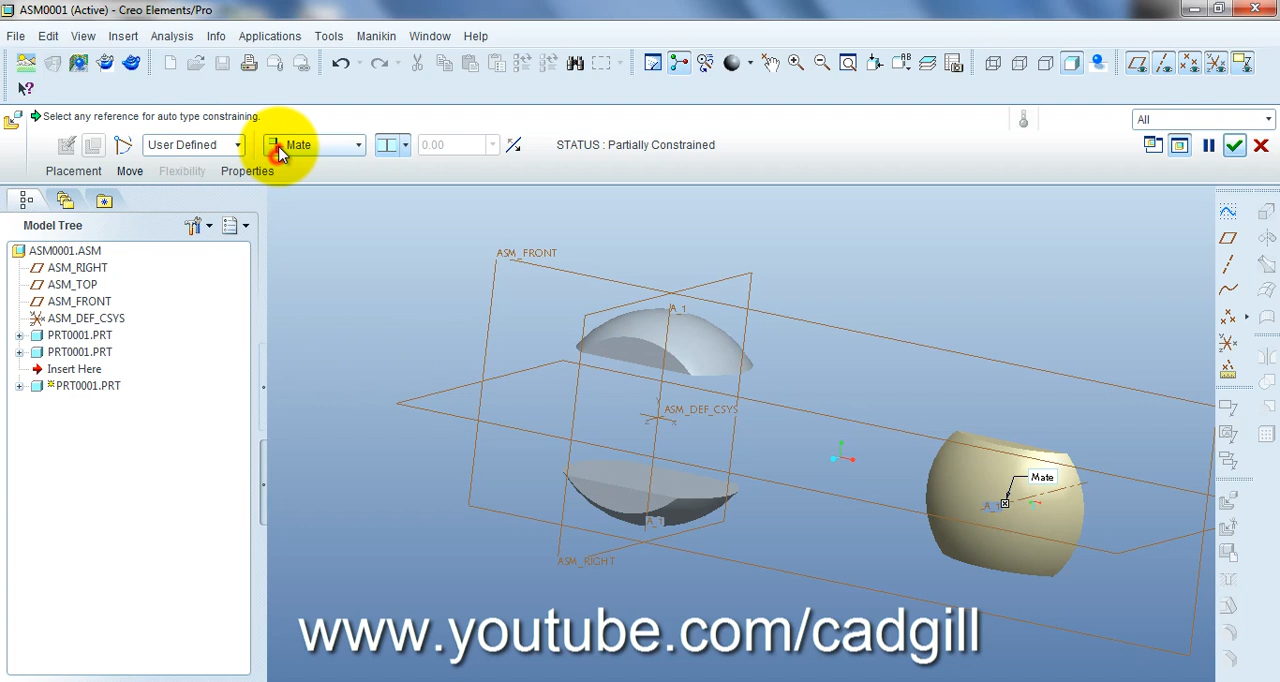 ASM0001 (Active) - Creo Elements/Pro
File Edit View Insert Analysis Info Applications Tools Manikin Window Help
Select any reference for auto type constraining.
All
User Defined
Mate
0.00
STATUS : Partially Constrained
Placement Move Flexibility Properties
Model Tree
ASM0001.ASM
ASM_RIGHT
ASM_TOP
ASM_FRONT
ASM_DEF_CSYS
PRT0001.PRT
PRT0001.PRT
Insert Here
PRT0001.PRT
ASM_FRONT
A_1
ASM_DEF_CSYS
Mate
A_1
A_1
ASM_RIGHT
www.youtube.com/cadgill